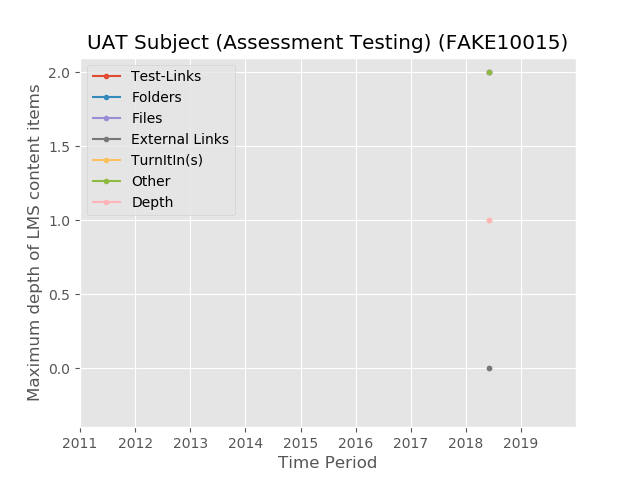 UAT Subject (Assessment Testing) (FAKE10015)
Maximum depth of LMS content items
2.0
1.5
1.0
0.5
0.0
Test-Links
Folders
Files
External Links
TurnItIn(s)
Other
Depth
2011 2012 2013 2014 2015 2016 2017 2018 2019
Time Period